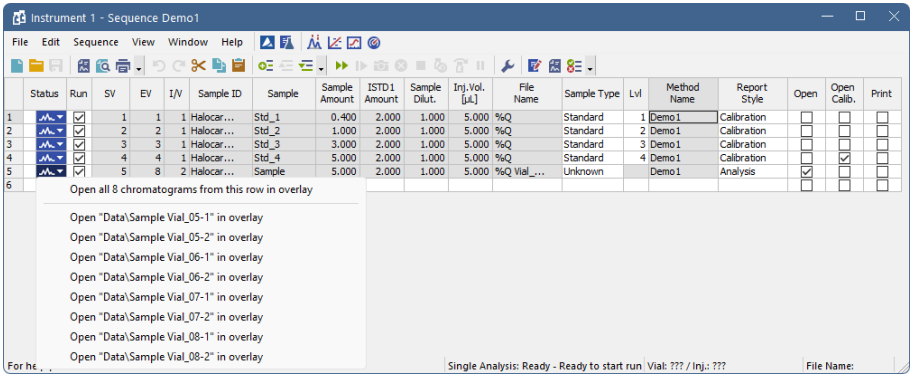 Instrument 1 - Sequence Demo1
File Edit Sequence View Window Help
Status Run SV EV I/V Sample ID Sample Sample Amount ISTD1 Amount Sample Dilut. Inj.Vol. [µL] File Name Sample Type Lvl Method Name Report Style Open Open Calib. Print
1 1 1 1 Halocar... Std_1 0.400 2.000 1.000 5.000 %Q Standard 1 Demo1 Calibration
2 2 2 1 Halocar... Std_2 1.000 2.000 1.000 5.000 %Q Standard 2 Demo1 Calibration
3 3 3 1 Halocar... Std_3 3.000 2.000 1.000 5.000 %Q Standard 3 Demo1 Calibration
4 4 4 1 Halocar... Std_4 5.000 2.000 1.000 5.000 %Q Standard 4 Demo1 Calibration
5 5 8 2 Halocar... Sample 5.000 2.000 1.000 5.000 %Q Vial_... Unknown Demo1 Analysis
6
Open all 8 chromatograms from this row in overlay
Open "Data\Sample Vial_05-1" in overlay
Open "Data\Sample Vial_05-2" in overlay
Open "Data\Sample Vial_06-1" in overlay
Open "Data\Sample Vial_06-2" in overlay
Open "Data\Sample Vial_07-1" in overlay
Open "Data\Sample Vial_07-2" in overlay
Open "Data\Sample Vial_08-1" in overlay
Open "Data\Sample Vial_08-2" in overlay
For Single Analysis: Ready - Ready to start run Vial: ??? / Inj.: ??? File Name: